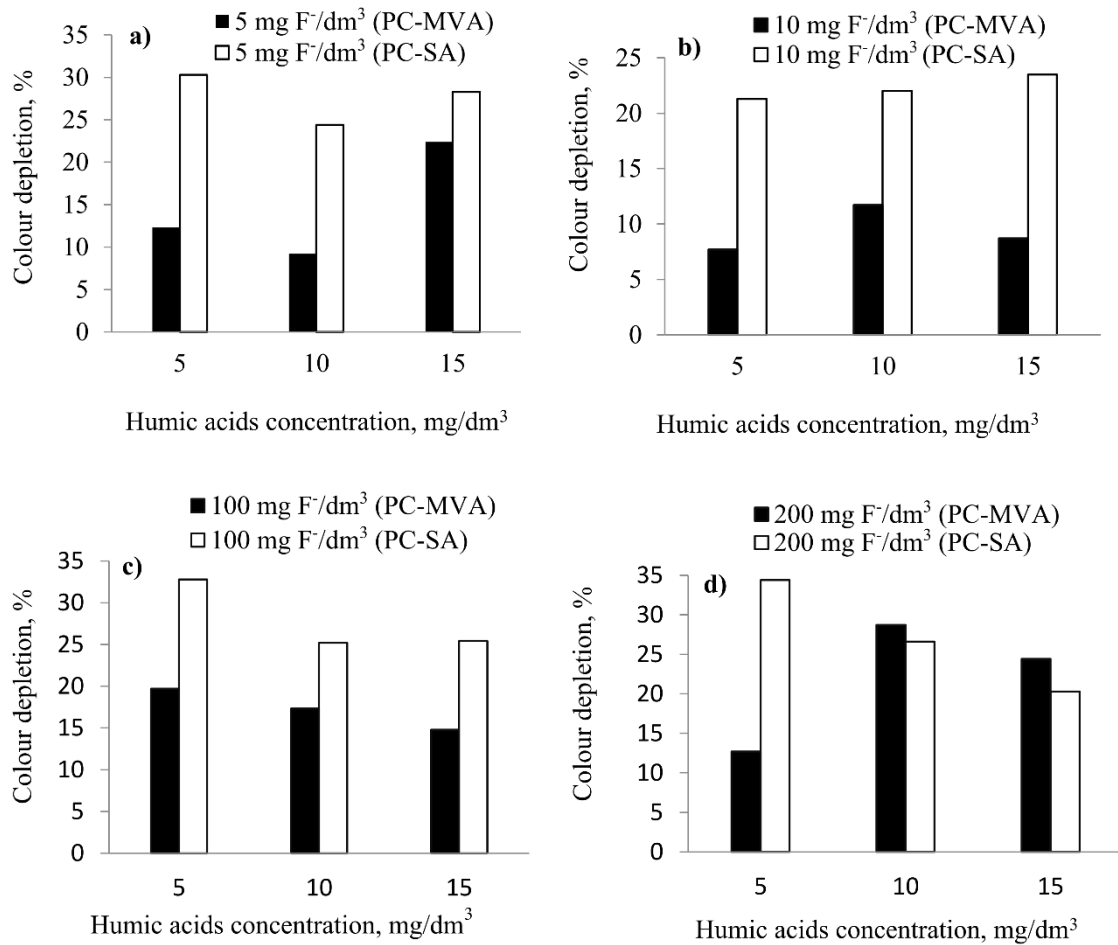 a)
5 mg F⁻/dm³ (PC-MVA)
5 mg F⁻/dm³ (PC-SA)
Colour depletion, %
35
30
25
20
15
10
5
0
5 10 15
Humic acids concentration, mg/dm³
b)
10 mg F⁻/dm³ (PC-MVA)
10 mg F⁻/dm³ (PC-SA)
Colour depletion, %
25
20
15
10
5
0
5 10 15
Humic acids concentration, mg/dm³
100 mg F⁻/dm³ (PC-MVA)
100 mg F⁻/dm³ (PC-SA)
c)
Colour depletion, %
35
30
25
20
15
10
5
0
5 10 15
Humic acids concentration, mg/dm³
200 mg F⁻/dm³ (PC-MVA)
200 mg F⁻/dm³ (PC-SA)
d)
Colour depletion, %
35
30
25
20
15
10
5
0
5 10 15
Humic acids concentration, mg/dm³